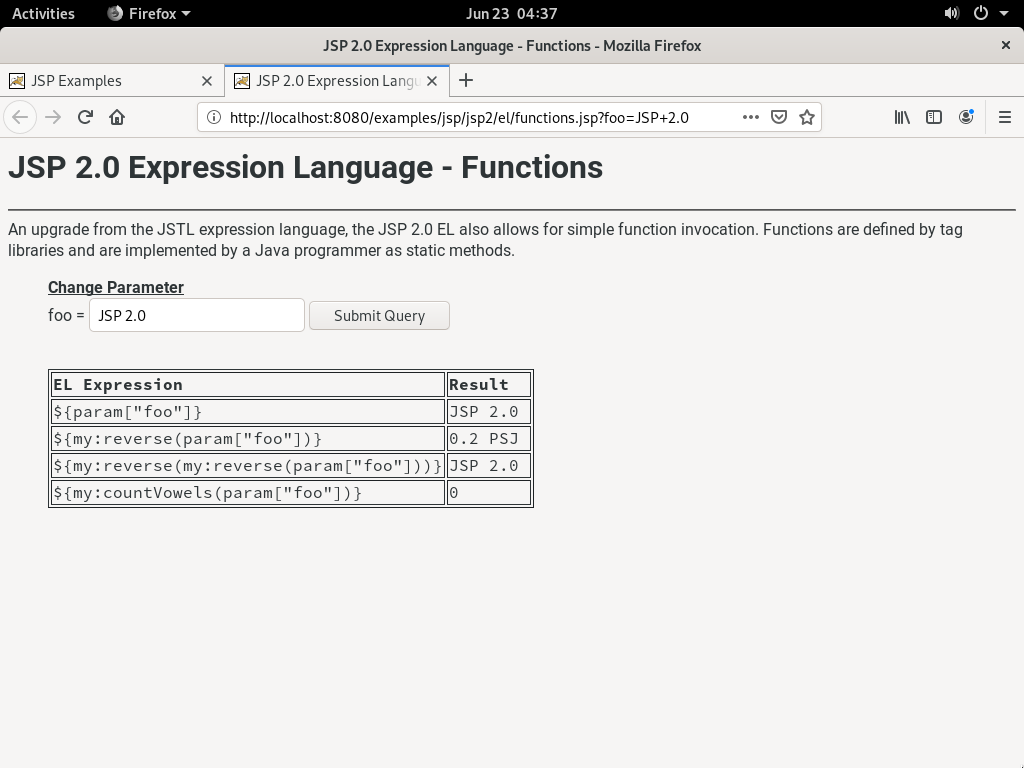 Activities Firefox Jun 23 04:37
JSP 2.0 Expression Language - Functions - Mozilla Firefox
JSP Examples JSP 2.0 Expression Langu
http://localhost:8080/examples/jsp/jsp2/el/functions.jsp?foo=JSP+2.0
JSP 2.0 Expression Language - Functions
An upgrade from the JSTL expression language, the JSP 2.0 EL also allows for simple function invocation. Functions are defined by tag
libraries and are implemented by a Java programmer as static methods.
Change Parameter
foo = JSP 2.0 Submit Query
EL Expression Result
${param["foo"]} JSP 2.0
${my:reverse(param["foo"])} 0.2 PSJ
${my:reverse(my:reverse(param["foo"]))} JSP 2.0
${my:countVowels(param["foo"])} 0